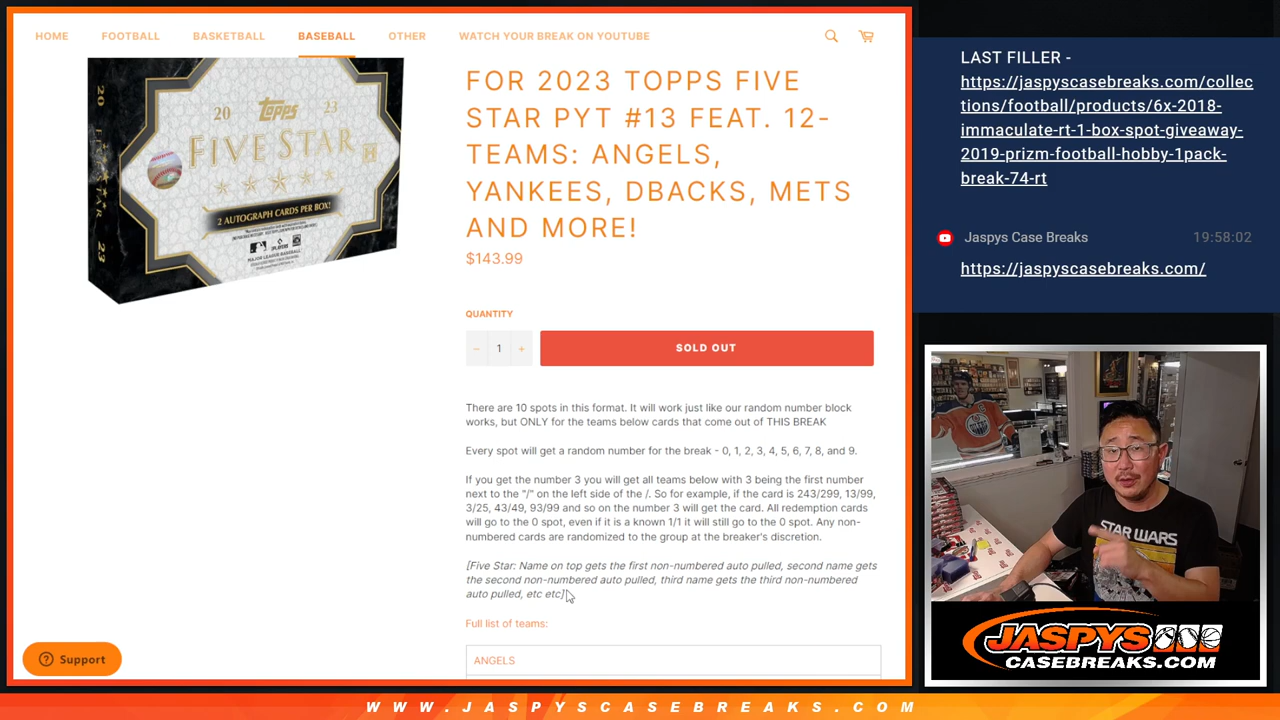 HOME FOOTBALL BASKETBALL BASEBALL OTHER WATCH YOUR BREAK ON YOUTUBE
20 topps 23
FIVE STAR H
2 AUTOGRAPH CARDS PER BOX!
20 FIVE STAR 23
FOR 2023 TOPPS FIVE
STAR PYT #13 FEAT. 12-
TEAMS: ANGELS,
YANKEES, DBACKS, METS
AND MORE!
$143.99
QUANTITY
− 1 +
SOLD OUT
There are 10 spots in this format. It will work just like our random number block
works, but ONLY for the teams below cards that come out of THIS BREAK
Every spot will get a random number for the break - 0, 1, 2, 3, 4, 5, 6, 7, 8, and 9.
If you get the number 3 you will get all teams below with 3 being the first number
next to the "/" on the left side of the /. So for example, if the card is 243/299, 13/99,
3/25, 43/49, 93/99 and so on the number 3 will get the card. All redemption cards
will go to the 0 spot, even if it is a known 1/1 it will still go to the 0 spot. Any non-
numbered cards are randomized to the group at the breaker's discretion.
[Five Star: Name on top gets the first non-numbered auto pulled, second name gets
the second non-numbered auto pulled, third name gets the third non-numbered
auto pulled, etc etc]
Full list of teams:
ANGELS
Support
LAST FILLER -
https://jaspyscasebreaks.com/collec
tions/football/products/6x-2018-
immaculate-rt-1-box-spot-giveaway-
2019-prizm-football-hobby-1pack-
break-74-rt
Jaspys Case Breaks 19:58:02
https://jaspyscasebreaks.com/
STAR WARS
JASPYS
CASEBREAKS.COM
WWW.JASPYSCASEBREAKS.COM